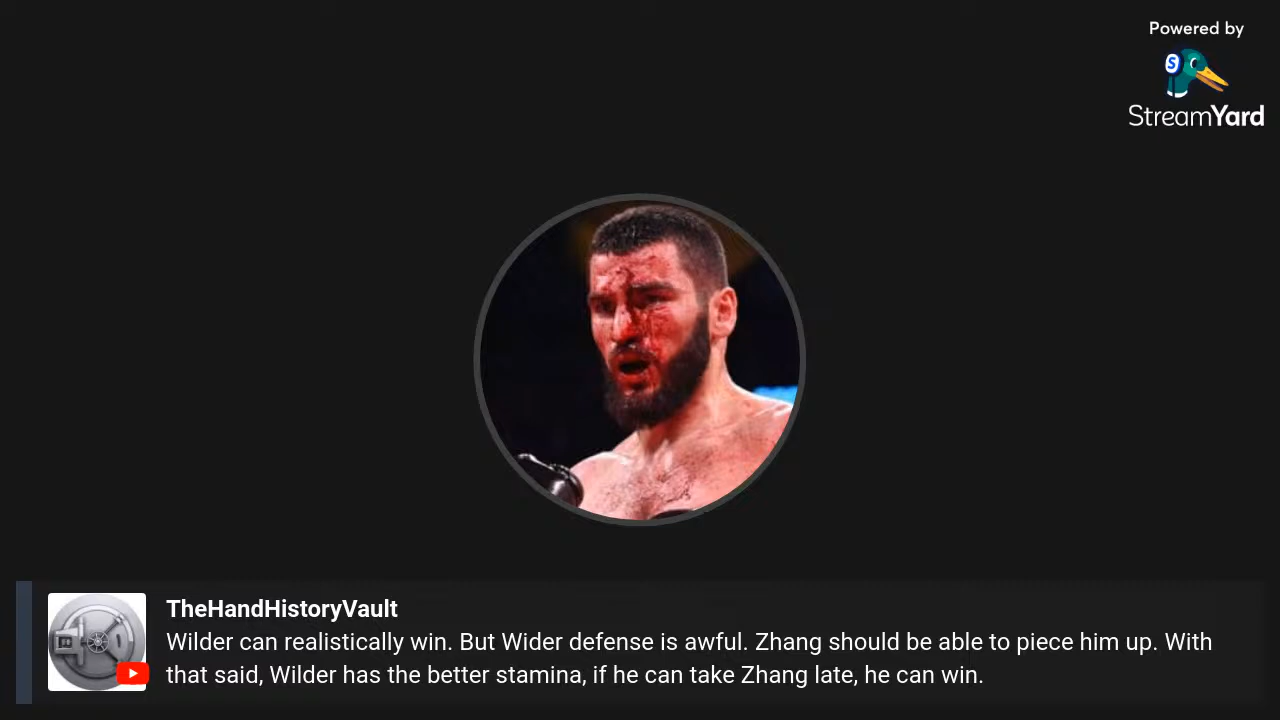 Powered by
S
StreamYard
TheHandHistoryVault
Wilder can realistically win. But Wider defense is awful. Zhang should be able to piece him up. With
that said, Wilder has the better stamina, if he can take Zhang late, he can win.